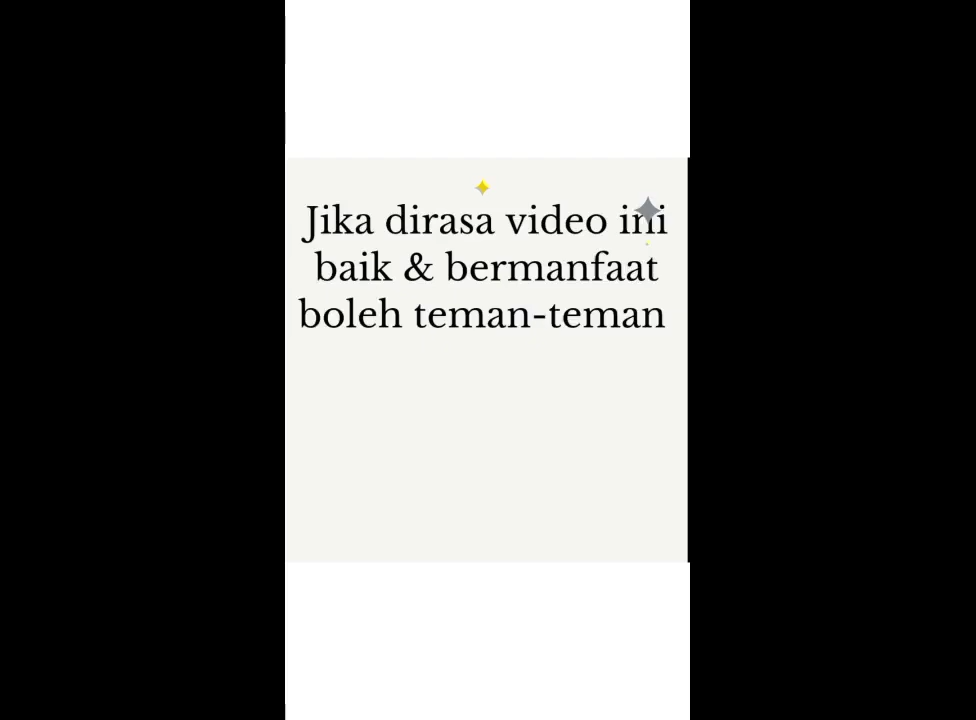 Jika dirasa video ini
baik & bermanfaat
boleh teman-teman